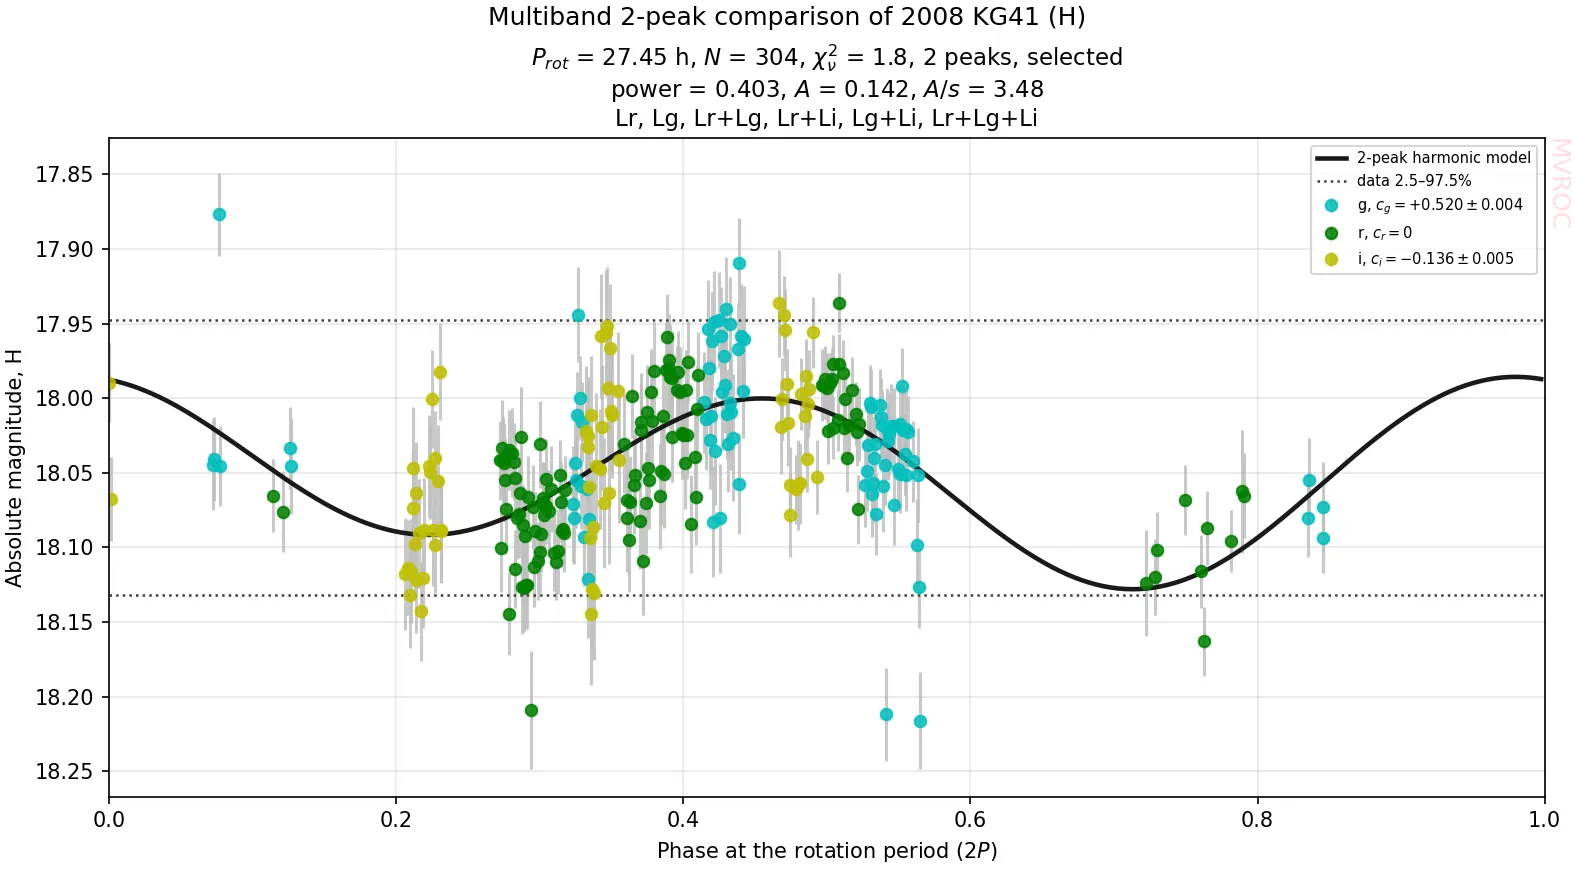 Multiband 2-peak comparison of 2008 KG41 (H)
P_rot = 27.45 h, N = 304, χ²_ν = 1.8, 2 peaks, selected
power = 0.403, A = 0.142, A/s = 3.48
Lr, Lg, Lr+Lg, Lr+Li, Lg+Li, Lr+Lg+Li
2-peak harmonic model
data 2.5–97.5%
g, c_g = +0.520 ± 0.004
r, c_r = 0
i, c_i = −0.136 ± 0.005
MVROC
Absolute magnitude, H
17.85
17.90
17.95
18.00
18.05
18.10
18.15
18.20
18.25
0.0 0.2 0.4 0.6 0.8 1.0
Phase at the rotation period (2P)